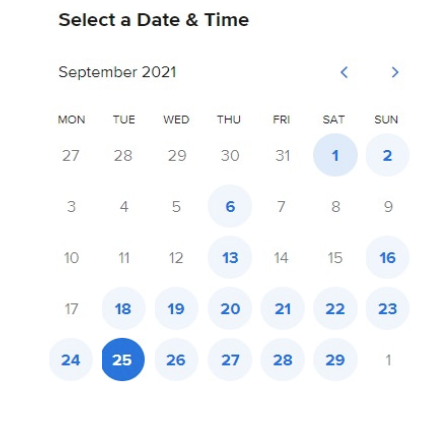 Select a Date & Time
September 2021
MON TUE WED THU FRI SAT SUN
27 28 29 30 31 1 2
3 4 5 6 7 8 9
10 11 12 13 14 15 16
17 18 19 20 21 22 23
24 25 26 27 28 29 1